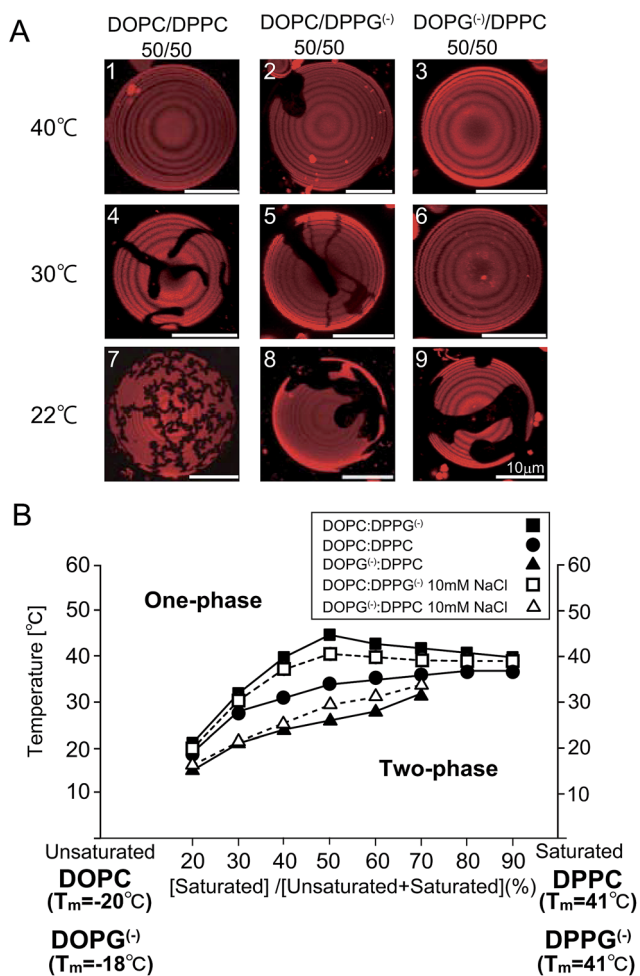 A
DOPC/DPPC
50/50
DOPC/DPPG(-)
50/50
DOPG(-)/DPPC
50/50
40℃
1
2
3
30℃
4
5
6
22℃
7
8
9
10μm
B
DOPC:DPPG(-)
DOPC:DPPC
DOPG(-):DPPC
DOPC:DPPG(-) 10mM NaCl
DOPG(-):DPPC 10mM NaCl
Temperature [℃]
60
50
40
30
20
10
One-phase
Two-phase
60
50
40
30
20
10
20 30 40 50 60 70 80 90
[Saturated] /[Unsaturated+Saturated](%)
Unsaturated
DOPC
(Tm=-20℃)
DOPG(-)
(Tm=-18℃)
Saturated
DPPC
(Tm=41℃)
DPPG(-)
(Tm=41℃)